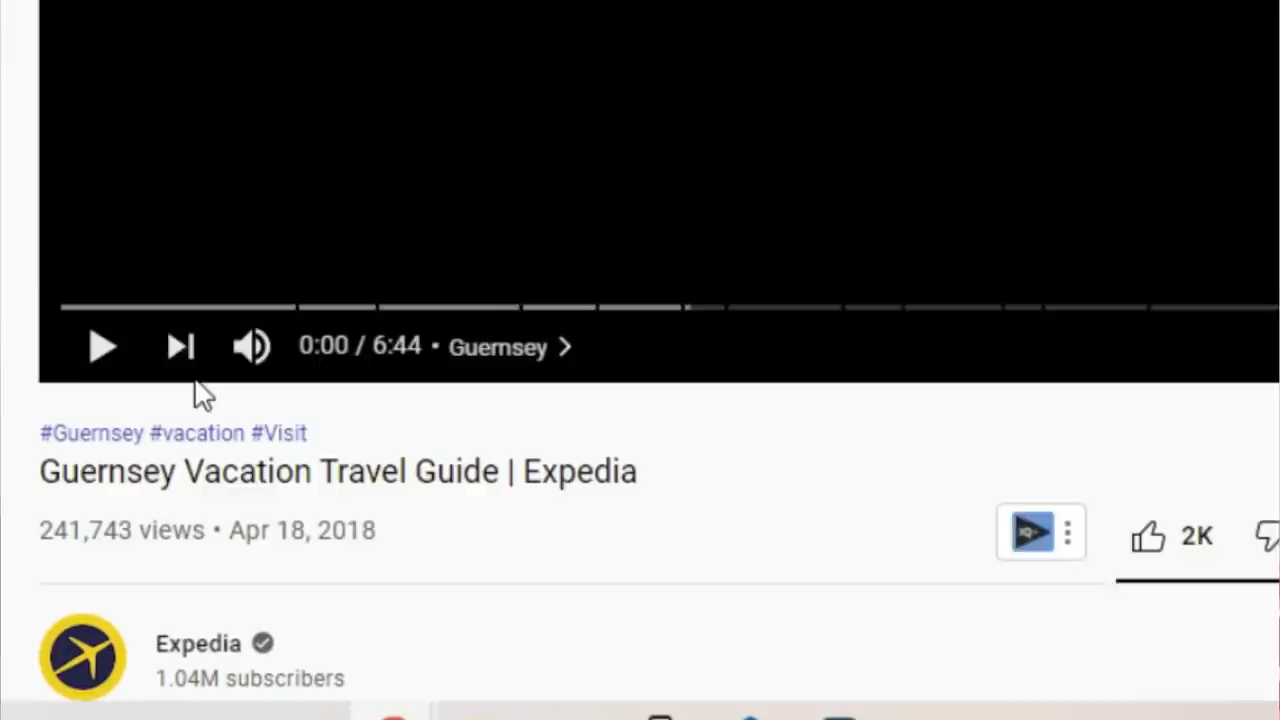 0:00 / 6:44 • Guernsey >
#Guernsey #vacation #Visit
Guernsey Vacation Travel Guide | Expedia
241,743 views • Apr 18, 2018
2K
Expedia
1.04M subscribers